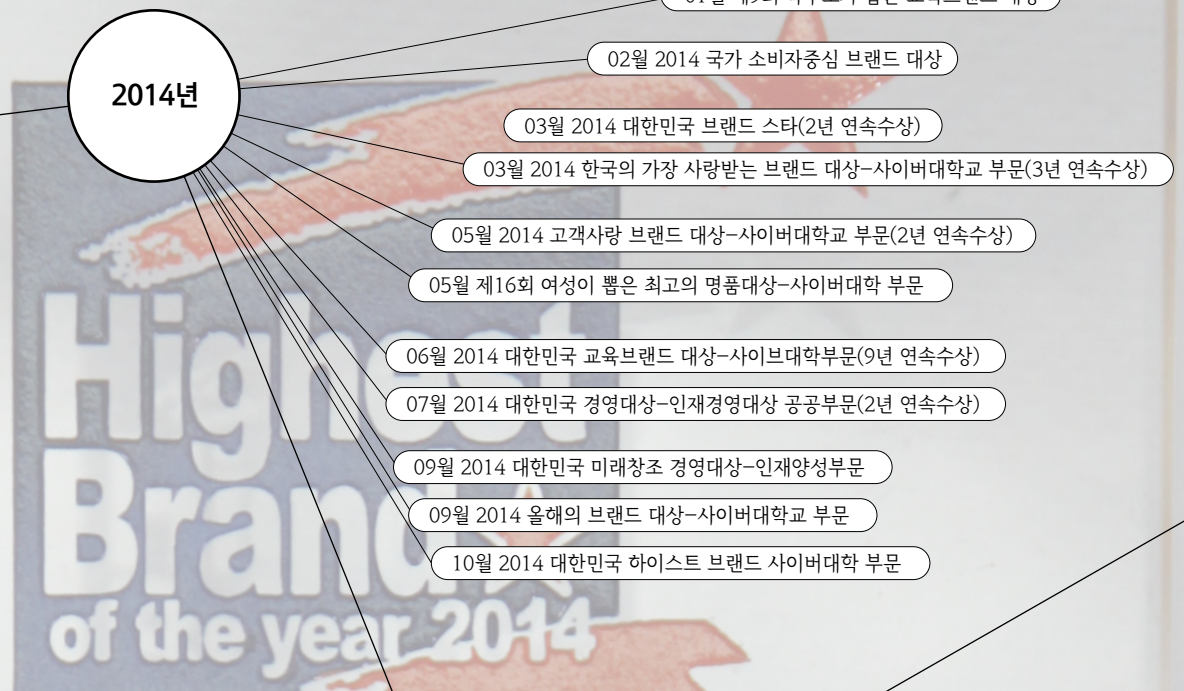 2014년
02월 2014 국가 소비자중심 브랜드 대상
03월 2014 대한민국 브랜드 스타(2년 연속수상)
03월 2014 한국의 가장 사랑받는 브랜드 대상-사이버대학교 부문(3년 연속수상)
05월 2014 고객사랑 브랜드 대상-사이버대학교 부문(2년 연속수상)
05월 제16회 여성이 뽑은 최고의 명품대상-사이버대학 부문
06월 2014 대한민국 교육브랜드 대상-사이브대학부문(9년 연속수상)
07월 2014 대한민국 경영대상-인재경영대상 공공부문(2년 연속수상)
09월 2014 대한민국 미래창조 경영대상-인재양성부문
09월 2014 올해의 브랜드 대상-사이버대학교 부문
10월 2014 대한민국 하이스트 브랜드 사이버대학 부문
Highest
Brand
of the year 2014